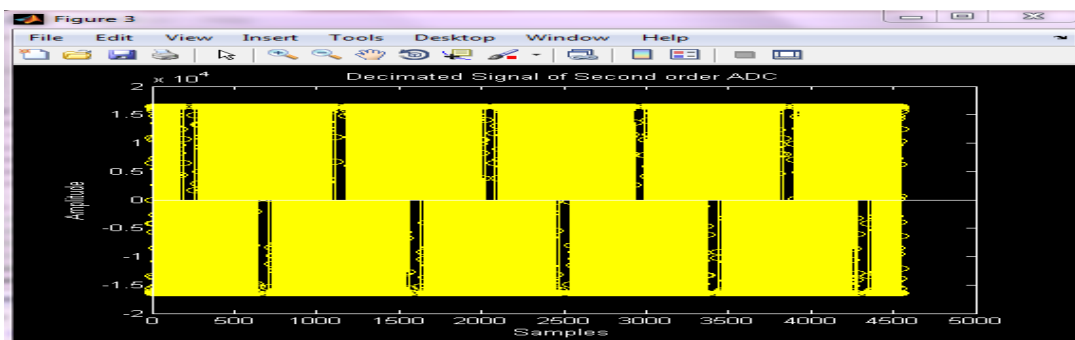 Figure 3
File Edit View Insert Tools Desktop Window Help
x 10^4
Decimated Signal of Second order ADC
2
1.5
1
0.5
0
-0.5
-1
-1.5
-2
Amplitude
0 500 1000 1500 2000 2500 3000 3500 4000 4500 5000
Samples